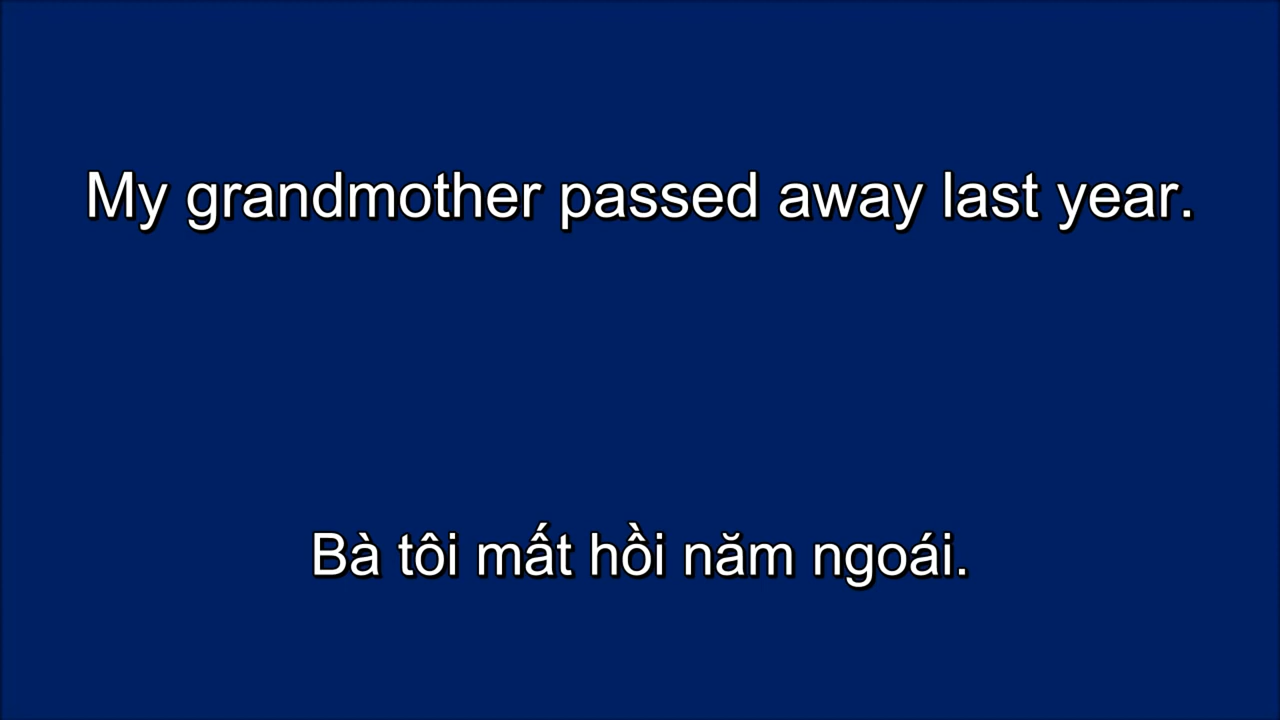 My grandmother passed away last year.
Bà tôi mất hồi năm ngoái.